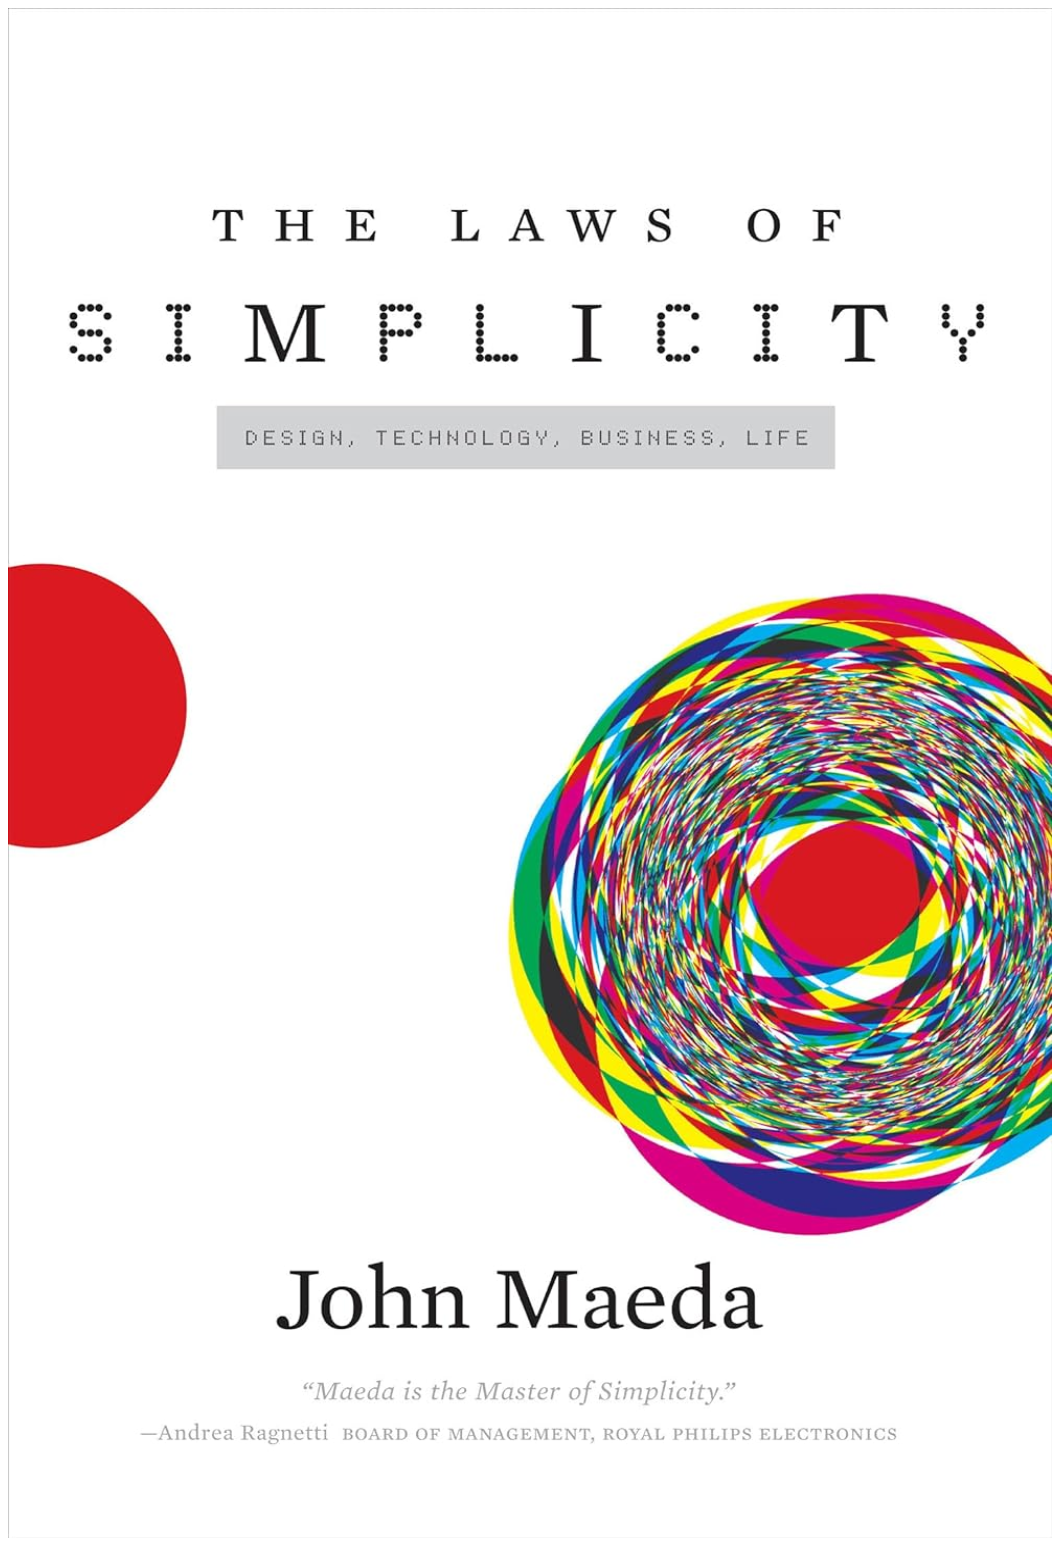 THE LAWS OF
SIMPLICITY
DESIGN, TECHNOLOGY, BUSINESS, LIFE
John Maeda
“Maeda is the Master of Simplicity.”
—Andrea Ragnetti BOARD OF MANAGEMENT, ROYAL PHILIPS ELECTRONICS